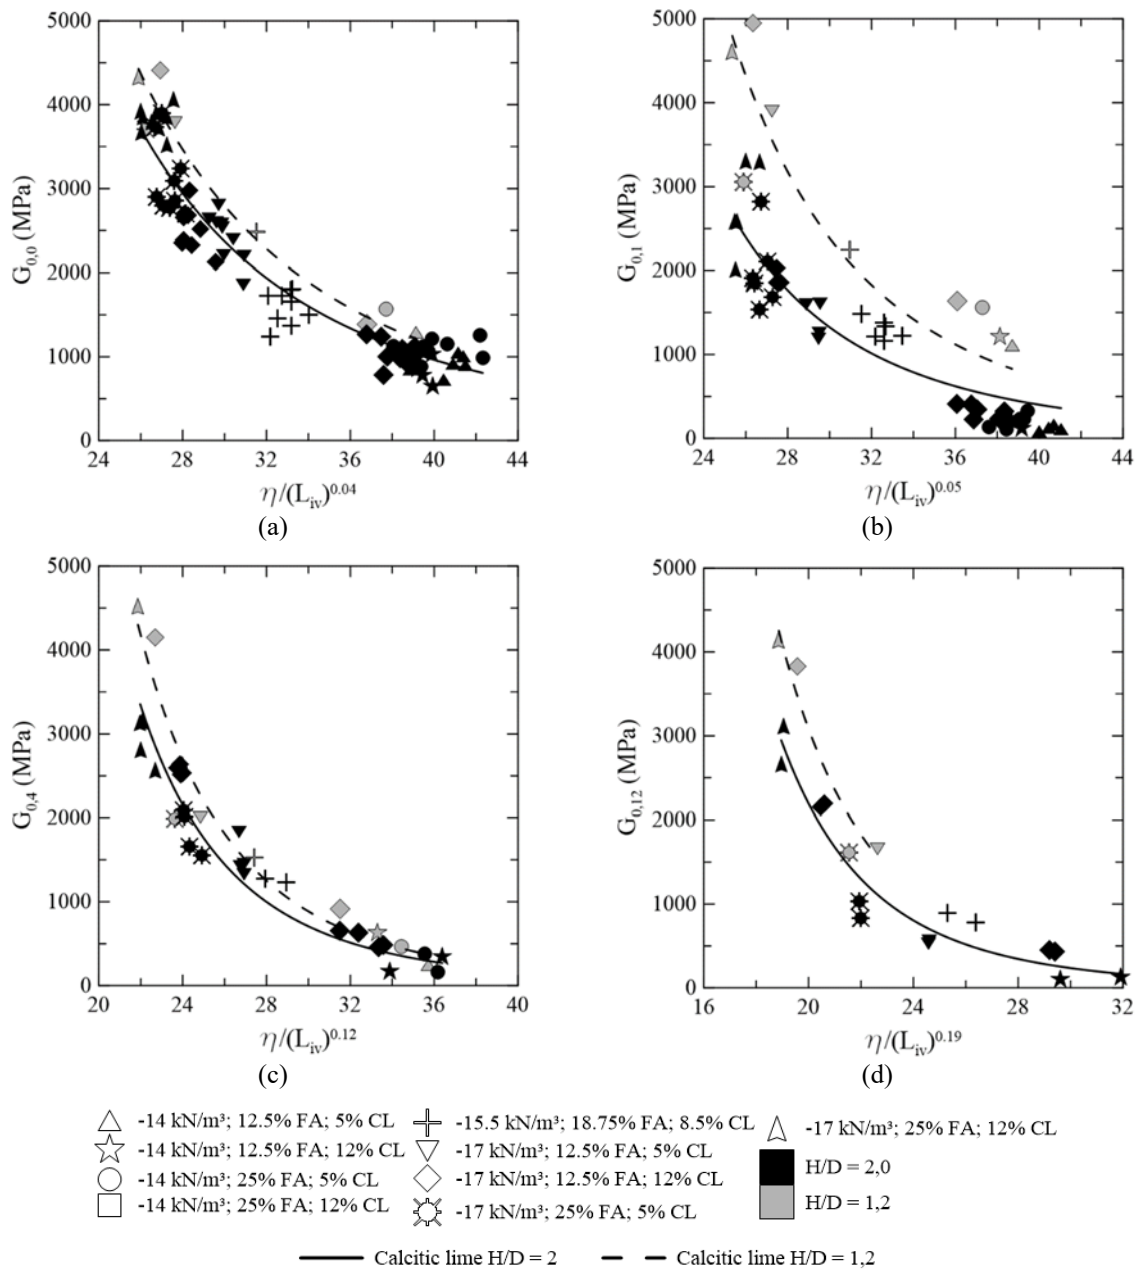 5000
4000
3000
2000
1000
0
G0,0 (MPa)
24 28 32 36 40 44
η/(Liv)^0.04
(a)
5000
4000
3000
2000
1000
0
G0,1 (MPa)
24 28 32 36 40 44
η/(Liv)^0.05
(b)
5000
4000
3000
2000
1000
0
G0,4 (MPa)
20 24 28 32 36 40
η/(Liv)^0.12
(c)
5000
4000
3000
2000
1000
0
G0,12 (MPa)
16 20 24 28 32
η/(Liv)^0.19
(d)
-14 kN/m³; 12.5% FA; 5% CL
-14 kN/m³; 12.5% FA; 12% CL
-14 kN/m³; 25% FA; 5% CL
-14 kN/m³; 25% FA; 12% CL
-15.5 kN/m³; 18.75% FA; 8.5% CL
-17 kN/m³; 12.5% FA; 5% CL
-17 kN/m³; 12.5% FA; 12% CL
-17 kN/m³; 25% FA; 5% CL
-17 kN/m³; 25% FA; 12% CL
H/D = 2,0
H/D = 1,2
Calcitic lime H/D = 2
Calcitic lime H/D = 1,2